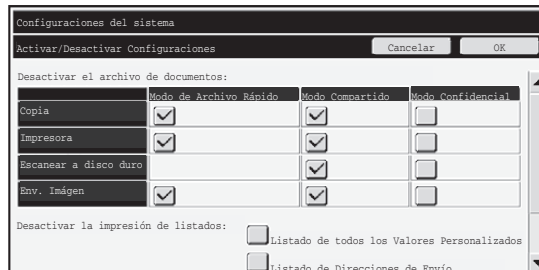 Configuraciones del sistema
Activar/Desactivar Configuraciones Cancelar OK
Desactivar el archivo de documentos:
Modo de Archivo Rápido Modo Compartido Modo Confidencial
Copia
Impresora
Escanear a disco duro
Env. Imágen
Desactivar la impresión de listados:
Listado de todos los Valores Personalizados
Listado de Direcciones de Envío